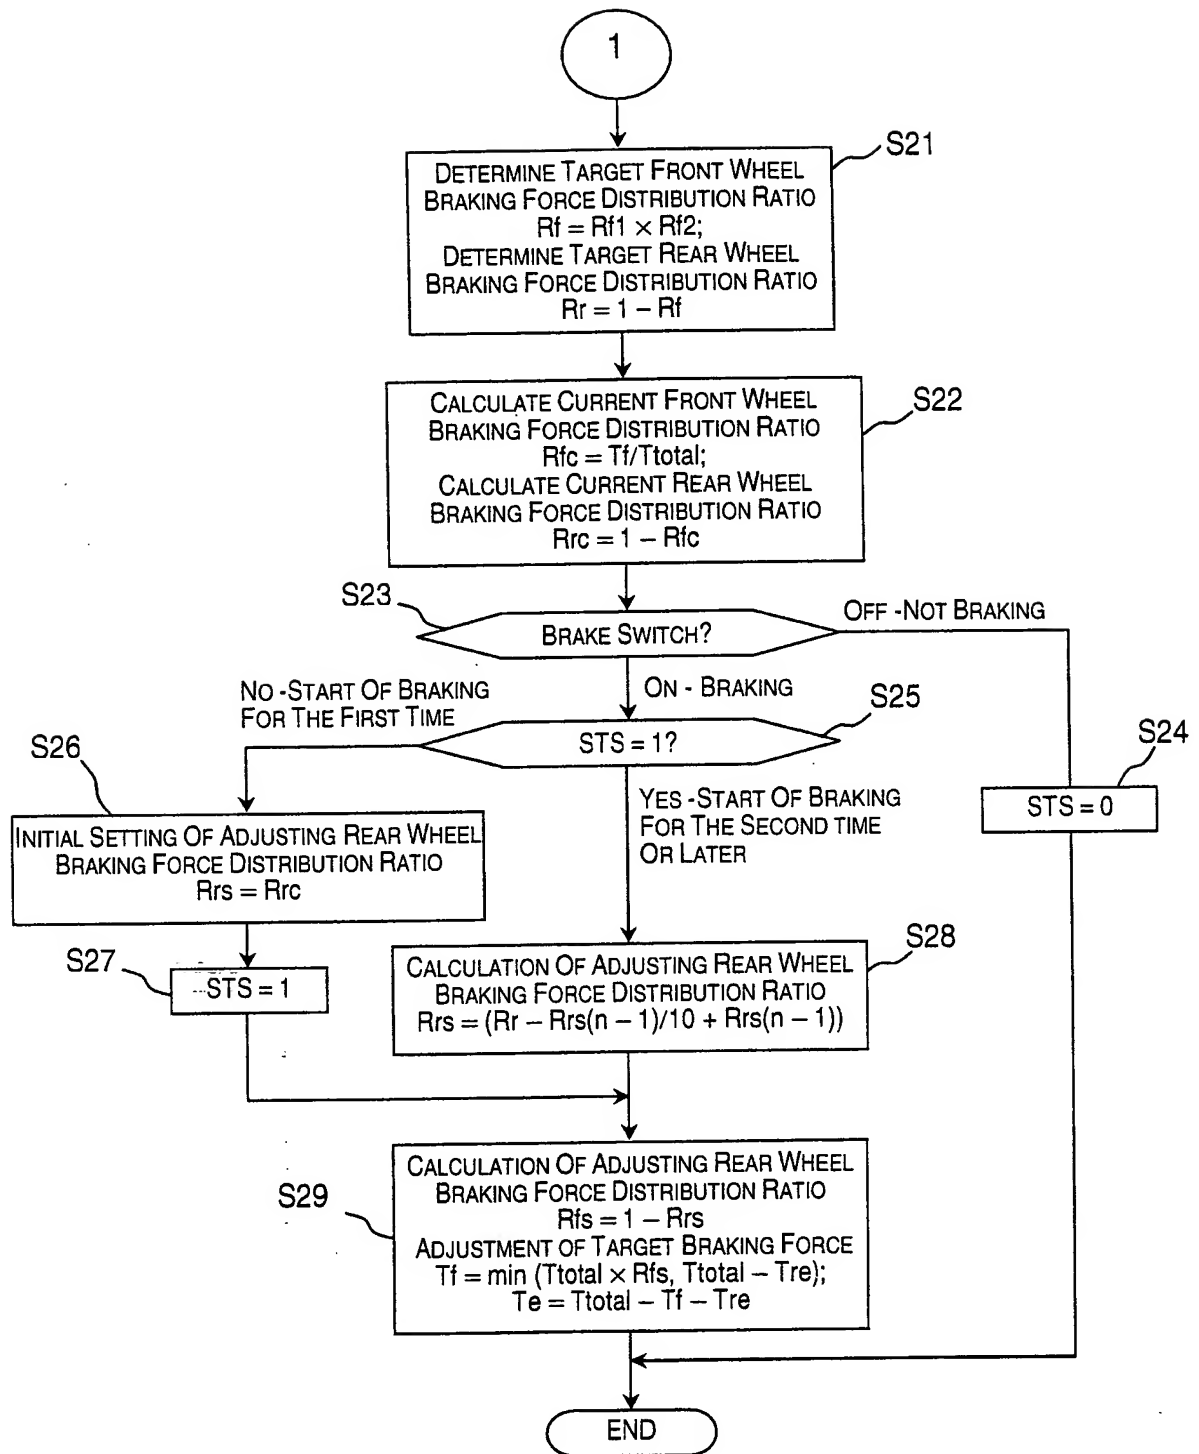 1
S21
DETERMINE TARGET FRONT WHEEL
BRAKING FORCE DISTRIBUTION RATIO
Rf = Rf1 × Rf2;
DETERMINE TARGET REAR WHEEL
BRAKING FORCE DISTRIBUTION RATIO
Rr = 1 – Rf
S22
CALCULATE CURRENT FRONT WHEEL
BRAKING FORCE DISTRIBUTION RATIO
Rfc = Tf/Ttotal;
CALCULATE CURRENT REAR WHEEL
BRAKING FORCE DISTRIBUTION RATIO
Rrc = 1 – Rfc
S23
BRAKE SWITCH?
OFF -NOT BRAKING
ON - BRAKING
NO -START OF BRAKING
FOR THE FIRST TIME
S25
STS = 1?
S24
STS = 0
S26
INITIAL SETTING OF ADJUSTING REAR WHEEL
BRAKING FORCE DISTRIBUTION RATIO
Rrs = Rrc
YES -START OF BRAKING
FOR THE SECOND TIME
OR LATER
S27
STS = 1
S28
CALCULATION OF ADJUSTING REAR WHEEL
BRAKING FORCE DISTRIBUTION RATIO
Rrs = (Rr – Rrs(n – 1)/10 + Rrs(n – 1))
S29
CALCULATION OF ADJUSTING REAR WHEEL
BRAKING FORCE DISTRIBUTION RATIO
Rfs = 1 – Rrs
ADJUSTMENT OF TARGET BRAKING FORCE
Tf = min (Ttotal × Rfs, Ttotal – Tre);
Te = Ttotal – Tf – Tre
END